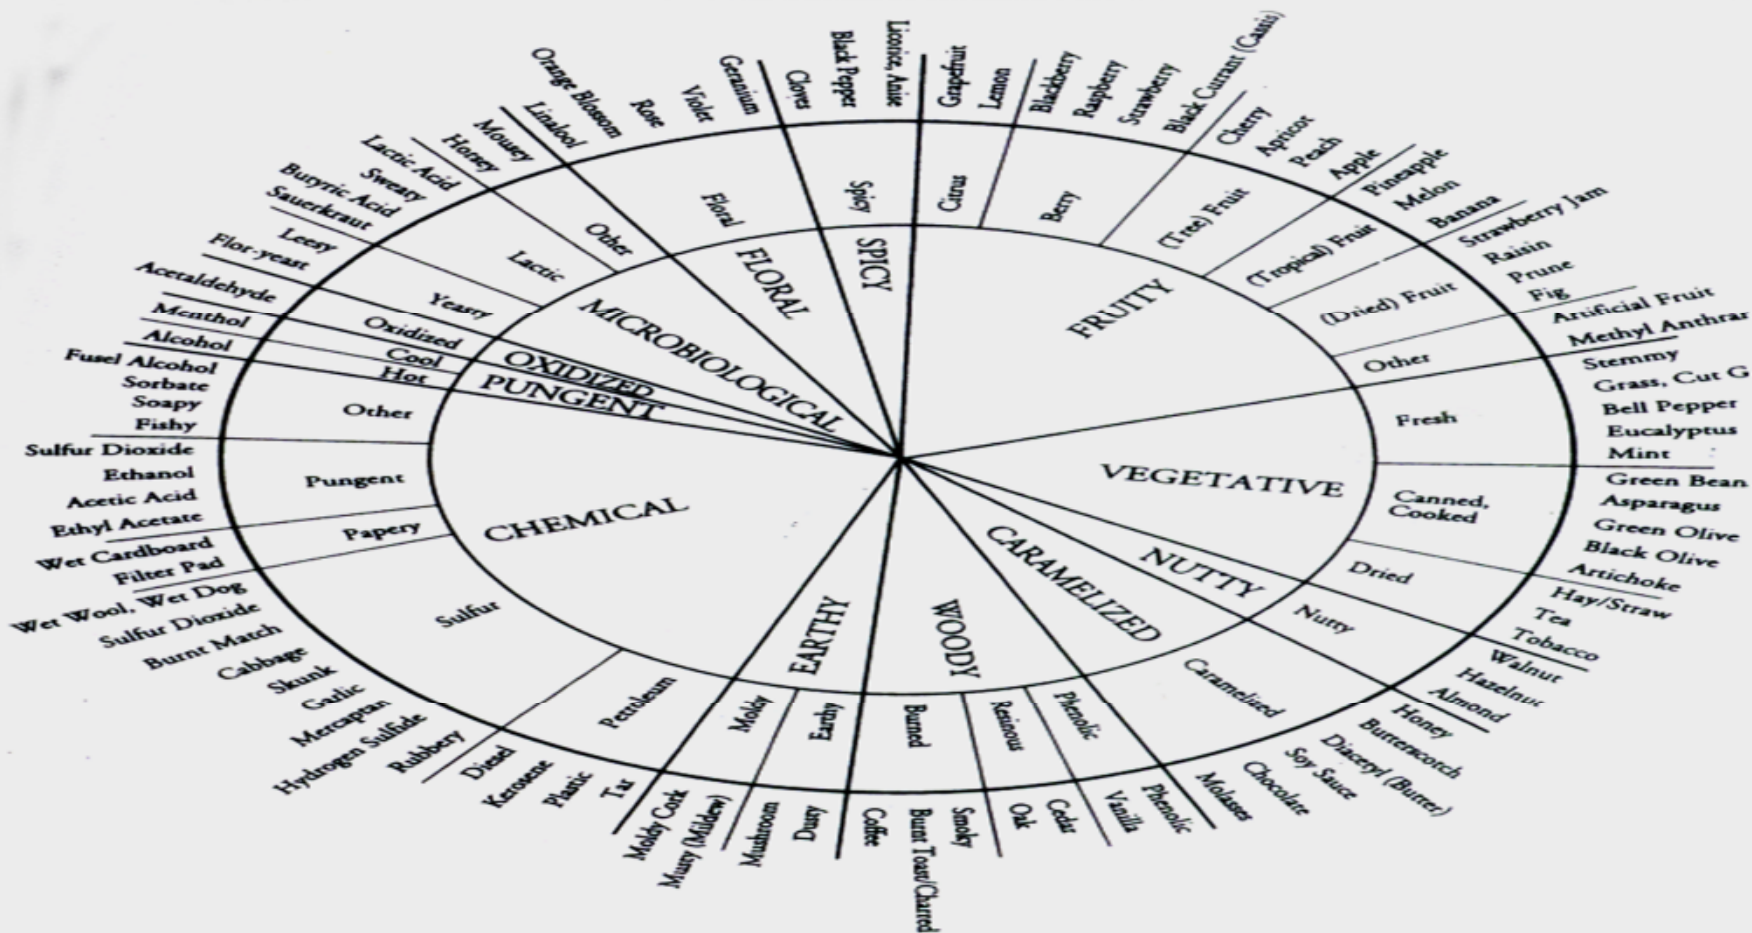 SPICY
Spicy
Licorice, Anise
Black Pepper
Cloves
FRUITY
Citrus
Grapefruit
Lemon
Berry
Blackberry
Raspberry
Strawberry
Black Currant (Cassis)
(Tree) Fruit
Cherry
Apricot
Peach
Apple
(Tropical) Fruit
Pineapple
Melon
Banana
(Dried) Fruit
Strawberry Jam
Raisin
Prune
Fig
Other
Artificial Fruit
Methyl Anthrar
VEGETATIVE
Fresh
Stemmy
Grass, Cut G
Bell Pepper
Eucalyptus
Mint
Canned,
Cooked
Green Bean
Asparagus
Green Olive
Black Olive
Artichoke
Dried
Hay/Straw
Tea
Tobacco
NUTTY
Nutty
Walnut
Hazelnut
Almond
CARAMELIZED
Caramelized
Honey
Butterscotch
Diacetyl (Butter)
Soy Sauce
Chocolate
Molasses
WOODY
Phenolic
Phenolic
Vanilla
Resinous
Cedar
Oak
Burned
Smoky
Burnt Toast/Charred
Coffee
EARTHY
Earthy
Dusty
Mushroom
Moldy
Musty (Mildew)
Moldy Cork
CHEMICAL
Petroleum
Tar
Plastic
Kerosene
Diesel
Sulfur
Rubbery
Hydrogen Sulfide
Mercaptan
Garlic
Skunk
Cabbage
Burnt Match
Sulfur Dioxide
Wet Wool, Wet Dog
Papery
Filter Pad
Wet Cardboard
Pungent
Ethyl Acetate
Acetic Acid
Ethanol
Sulfur Dioxide
Other
Fishy
Soapy
Sorbate
Fusel Alcohol
PUNGENT
Hot
Alcohol
Cool
Menthol
OXIDIZED
Oxidized
Acetaldehyde
MICROBIOLOGICAL
Yeasty
Flor-yeast
Leesy
Lactic
Sauerkraut
Butyric Acid
Sweaty
Lactic Acid
Other
Horsey
Mousey
FLORAL
Floral
Linalool
Orange Blossom
Rose
Violet
Geranium